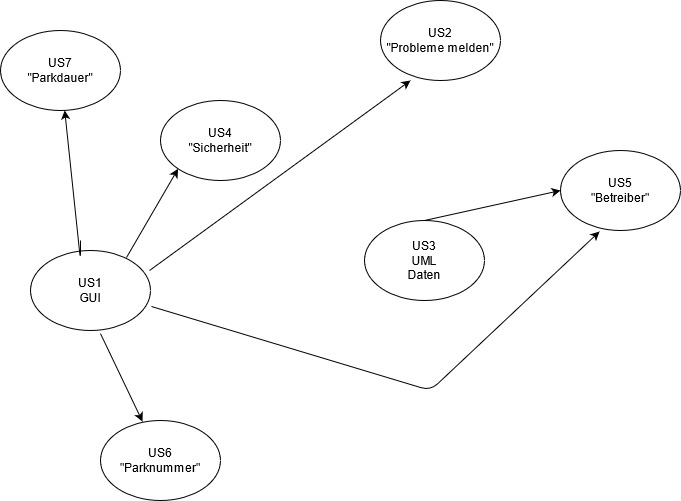 US2
"Probleme melden"
US7
"Parkdauer"
US4
"Sicherheit"
US5
"Betreiber"
US3
UML
Daten
US1
GUI
US6
"Parknummer"